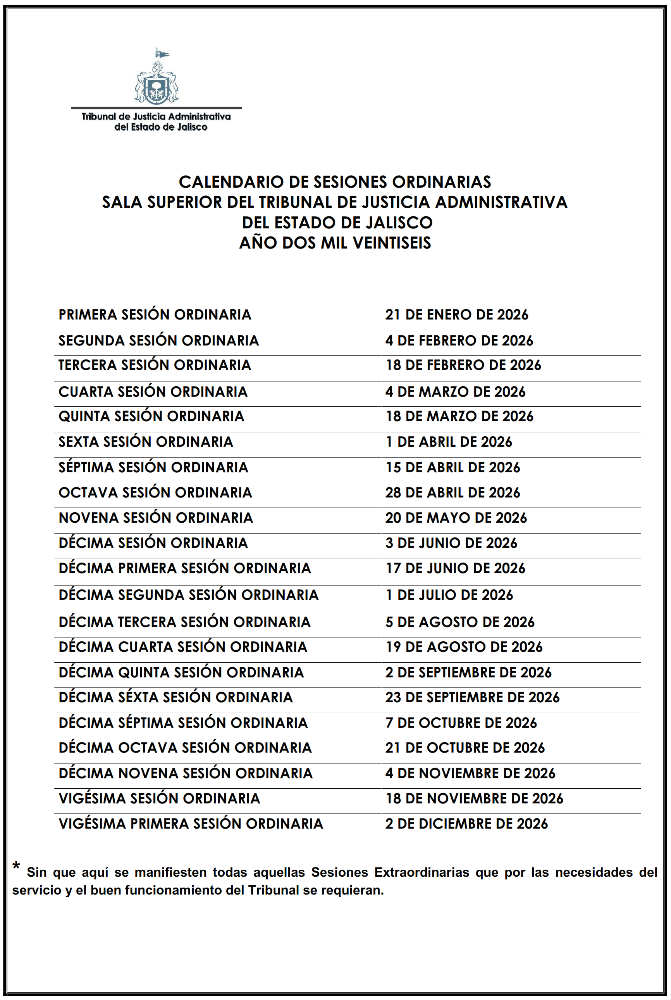 Tribunal de Justicia Administrativa
del Estado de Jalisco
CALENDARIO DE SESIONES ORDINARIAS
SALA SUPERIOR DEL TRIBUNAL DE JUSTICIA ADMINISTRATIVA
DEL ESTADO DE JALISCO
AÑO DOS MIL VEINTISEIS
PRIMERA SESIÓN ORDINARIA 21 DE ENERO DE 2026
SEGUNDA SESIÓN ORDINARIA 4 DE FEBRERO DE 2026
TERCERA SESIÓN ORDINARIA 18 DE FEBRERO DE 2026
CUARTA SESIÓN ORDINARIA 4 DE MARZO DE 2026
QUINTA SESIÓN ORDINARIA 18 DE MARZO DE 2026
SEXTA SESIÓN ORDINARIA 1 DE ABRIL DE 2026
SÉPTIMA SESIÓN ORDINARIA 15 DE ABRIL DE 2026
OCTAVA SESIÓN ORDINARIA 28 DE ABRIL DE 2026
NOVENA SESIÓN ORDINARIA 20 DE MAYO DE 2026
DÉCIMA SESIÓN ORDINARIA 3 DE JUNIO DE 2026
DÉCIMA PRIMERA SESIÓN ORDINARIA 17 DE JUNIO DE 2026
DÉCIMA SEGUNDA SESIÓN ORDINARIA 1 DE JULIO DE 2026
DÉCIMA TERCERA SESIÓN ORDINARIA 5 DE AGOSTO DE 2026
DÉCIMA CUARTA SESIÓN ORDINARIA 19 DE AGOSTO DE 2026
DÉCIMA QUINTA SESIÓN ORDINARIA 2 DE SEPTIEMBRE DE 2026
DÉCIMA SÉXTA SESIÓN ORDINARIA 23 DE SEPTIEMBRE DE 2026
DÉCIMA SÉPTIMA SESIÓN ORDINARIA 7 DE OCTUBRE DE 2026
DÉCIMA OCTAVA SESIÓN ORDINARIA 21 DE OCTUBRE DE 2026
DÉCIMA NOVENA SESIÓN ORDINARIA 4 DE NOVIEMBRE DE 2026
VIGÉSIMA SESIÓN ORDINARIA 18 DE NOVIEMBRE DE 2026
VIGÉSIMA PRIMERA SESIÓN ORDINARIA 2 DE DICIEMBRE DE 2026
* Sin que aquí se manifiesten todas aquellas Sesiones Extraordinarias que por las necesidades del
servicio y el buen funcionamiento del Tribunal se requieran.